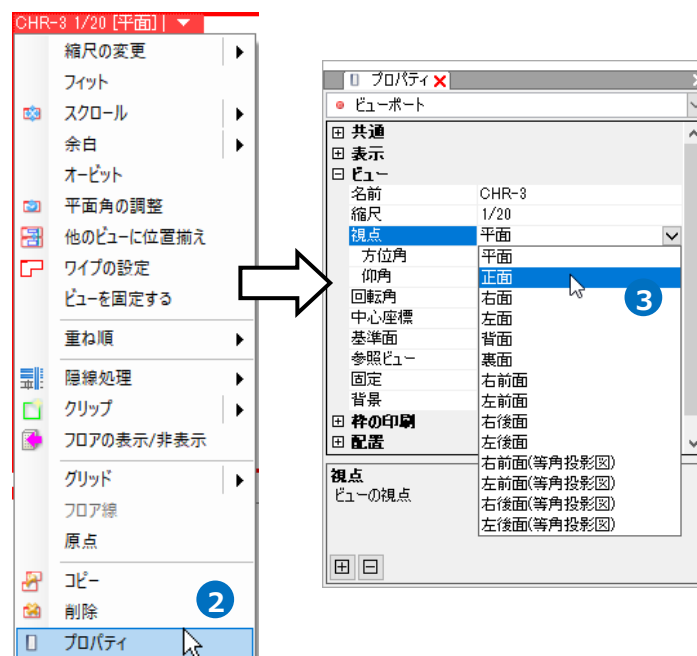 CHR-3 1/20 [平面] | ▼
縮尺の変更
フィット
スクロール
余白
オービット
平面角の調整
他のビューに位置揃え
ワイプの設定
ビューを固定する
重ね順
隠線処理
クリップ
フロアの表示/非表示
グリッド
フロア線
原点
コピー
削除
2
プロパティ
プロパティ
ビューポート
共通
表示
ビュー
名前 CHR-3
縮尺 1/20
視点 平面
方位角 平面
仰角 正面
3
回転角 右面
中心座標 左面
基準面 背面
参照ビュー 裏面
固定 右前面
背景 左前面
枠の印刷 右後面
配置 左後面
右前面(等角投影図)
視点 左前面(等角投影図)
ビューの視点 右後面(等角投影図)
左後面(等角投影図)